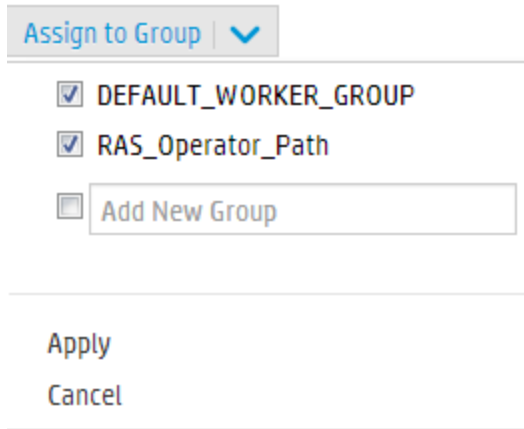 Assign to Group
DEFAULT_WORKER_GROUP
RAS_Operator_Path
Add New Group
Apply
Cancel